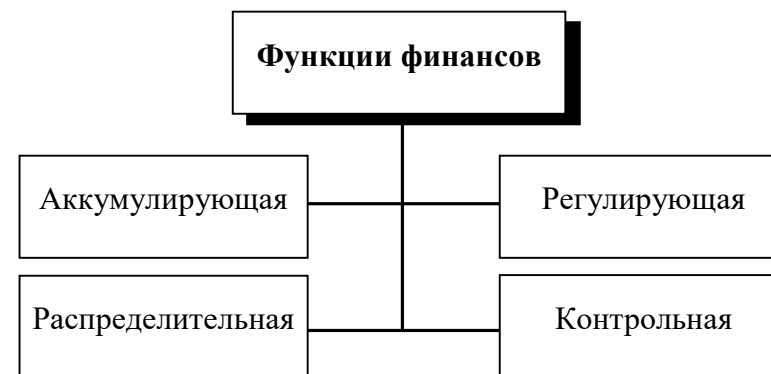 Функции финансов
Аккумулирующая
Регулирующая
Распределительная
Контрольная